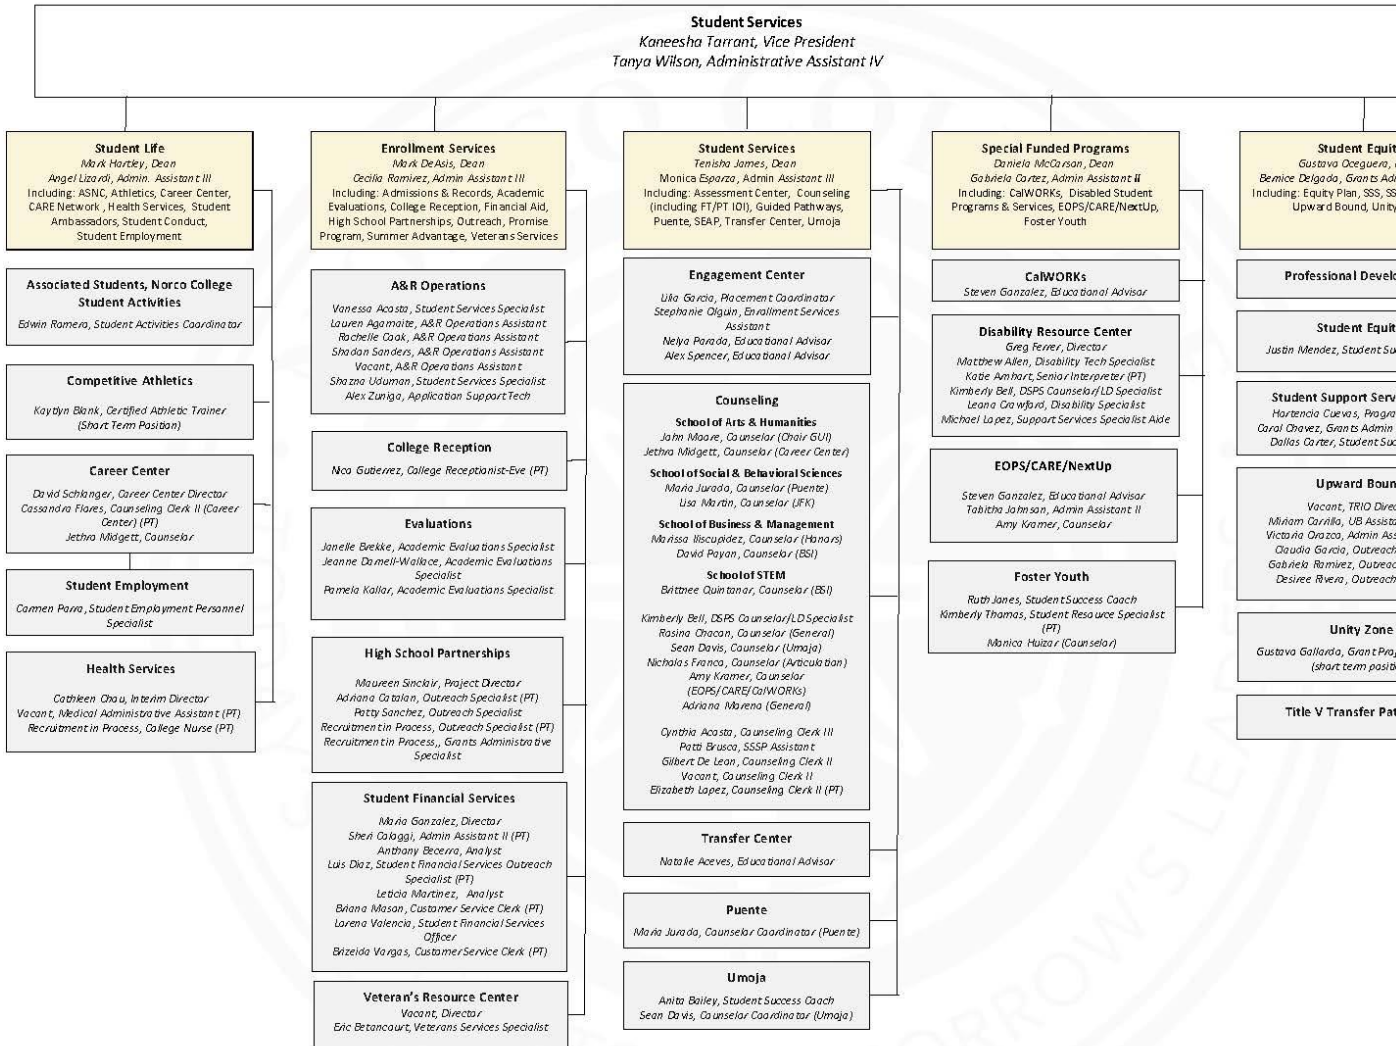 Student Services
Kaneesha Tarrant, Vice President
Tanya Wilson, Administrative Assistant IV
Student Life
Mark Hartley, Dean
Angel Lizardi, Admin. Assistant III
Including: ASNC, Athletics, Career Center,
CARE Network , Health Services, Student
Ambassadors, Student Conduct,
Student Employment
Associated Students, Norco College
Student Activities
Edwin Romero, Student Activities Coordinator
Competitive Athletics
Kaytlyn Blank, Certified Athletic Trainer
(Short Term Position)
Career Center
David Schlanger, Career Center Director
Cassandra Flores, Counseling Clerk II (Career
Center) (PT)
Jethro Midgett, Counselor
Student Employment
Carmen Parra, Student Employment Personnel
Specialist
Health Services
Cathleen Chou, Interim Director
Vacant, Medical Administrative Assistant (PT)
Recruitment in Process, College Nurse (PT)
Enrollment Services
Mark DeAsis, Dean
Cecilia Ramirez, Admin Assistant III
Including: Admissions & Records, Academic
Evaluations, College Reception, Financial Aid,
High School Partnerships, Outreach, Promise
Program, Summer Advantage, Veterans Services
A&R Operations
Vanessa Acosta, Student Services Specialist
Lauren Agamaite, A&R Operations Assistant
Rachelle Cook, A&R Operations Assistant
Shadan Sanders, A&R Operations Assistant
Vacant, A&R Operations Assistant
Shazna Uduman, Student Services Specialist
Alex Zuniga, Application Support Tech
College Reception
Nico Gutierrez, College Receptionist-Eve (PT)
Evaluations
Janelle Brekke, Academic Evaluations Specialist
Jeanne Darnell-Wallace, Academic Evaluations
Specialist
Pamela Kollar, Academic Evaluations Specialist
High School Partnerships
Maureen Sinclair, Project Director
Adriana Catalan, Outreach Specialist (PT)
Patty Sanchez, Outreach Specialist
Recruitment in Process, Outreach Specialist (PT)
Recruitment in Process,, Grants Administrative
Specialist
Student Financial Services
Maria Gonzalez, Director
Sheri Colaggi, Admin Assistant II (PT)
Anthony Becerra, Analyst
Luis Diaz, Student Financial Services Outreach
Specialist (PT)
Leticia Martinez, Analyst
Briana Mason, Customer Service Clerk (PT)
Lorena Valencia, Student Financial Services
Officer
Brizeida Vargas, Customer Service Clerk (PT)
Veteran's Resource Center
Vacant, Director
Eric Betancourt, Veterans Services Specialist
Student Services
Tenisha James, Dean
Monica Esparza, Admin Assistant III
Including: Assessment Center, Counseling
(including FT/PT IOI), Guided Pathways,
Puente, SEAP, Transfer Center, Umoja
Engagement Center
Lilia Garcia, Placement Coordinator
Stephanie Olguin, Enrollment Services
Assistant
Nelya Parada, Educational Advisor
Alex Spencer, Educational Advisor
Counseling
School of Arts & Humanities
John Moore, Counselor (Chair GUI)
Jethro Midgett, Counselor (Career Center)
School of Social & Behavioral Sciences
Maria Jurado, Counselor (Puente)
Lisa Martin, Counselor (JFK)
School of Business & Management
Marissa Iliscupidez, Counselor (Honors)
David Payan, Counselor (BSI)
School of STEM
Brittnee Quintanar, Counselor (BSI)
Kimberly Bell, DSPS Counselor/LD Specialist
Rosina Chacon, Counselor (General)
Sean Davis, Counselor (Umoja)
Nicholas Franco, Counselor (Articulation)
Amy Kramer, Counselor
(EOPS/CARE/CalWORKs)
Adriana Morena (General)
Cynthia Acosta, Counseling Clerk III
Patti Brusca, SSSP Assistant
Gilbert De Leon, Counseling Clerk II
Vacant, Counseling Clerk II
Elizabeth Lopez, Counseling Clerk II (PT)
Transfer Center
Natalie Aceves, Educational Advisor
Puente
Maria Jurado, Counselor Coordinator (Puente)
Umoja
Anita Bailey, Student Success Coach
Sean Davis, Counselor Coordinator (Umoja)
Special Funded Programs
Daniela McCarson, Dean
Gabriela Cortez, Admin Assistant II
Including: CalWORKs, Disabled Student
Programs & Services, EOPS/CARE/NextUp,
Foster Youth
CalWORKs
Steven Gonzalez, Educational Advisor
Disability Resource Center
Greg Ferrer, Director
Matthew Allen, Disability Tech Specialist
Katie Amhart, Senior Interpreter (PT)
Kimberly Bell, DSPS Counselor/LD Specialist
Leona Crawford, Disability Specialist
Michael Lopez, Support Services Specialist Aide
EOPS/CARE/NextUp
Steven Gonzalez, Educational Advisor
Tabitha Johnson, Admin Assistant II
Amy Kramer, Counselor
Foster Youth
Ruth Jones, Student Success Coach
Kimberly Thomas, Student Resource Specialist
(PT)
Monica Huizar (Counselor)
Student Equit
Gustavo Oceguera,
Bernice Delgado, Grants Ad
Including: Equity Plan, SSS, SS
Upward Bound, Unity
Professional Develo
Student Equit
Justin Mendez, Student Su
Student Support Serv
Hortencia Cuevas, Progra
Carol Chavez, Grants Admin
Dallas Carter, Student Suc
Upward Boun
Vacant, TRIO Direc
Miriam Carrillo, UB Assista
Victoria Orozco, Admin Ass
Claudia Garcia, Outreach
Gabriela Ramirez, Outreac
Desiree Rivera, Outreach
Unity Zone
Gustavo Gallardo, Grant Proj
(short term positi
Title V Transfer Pat